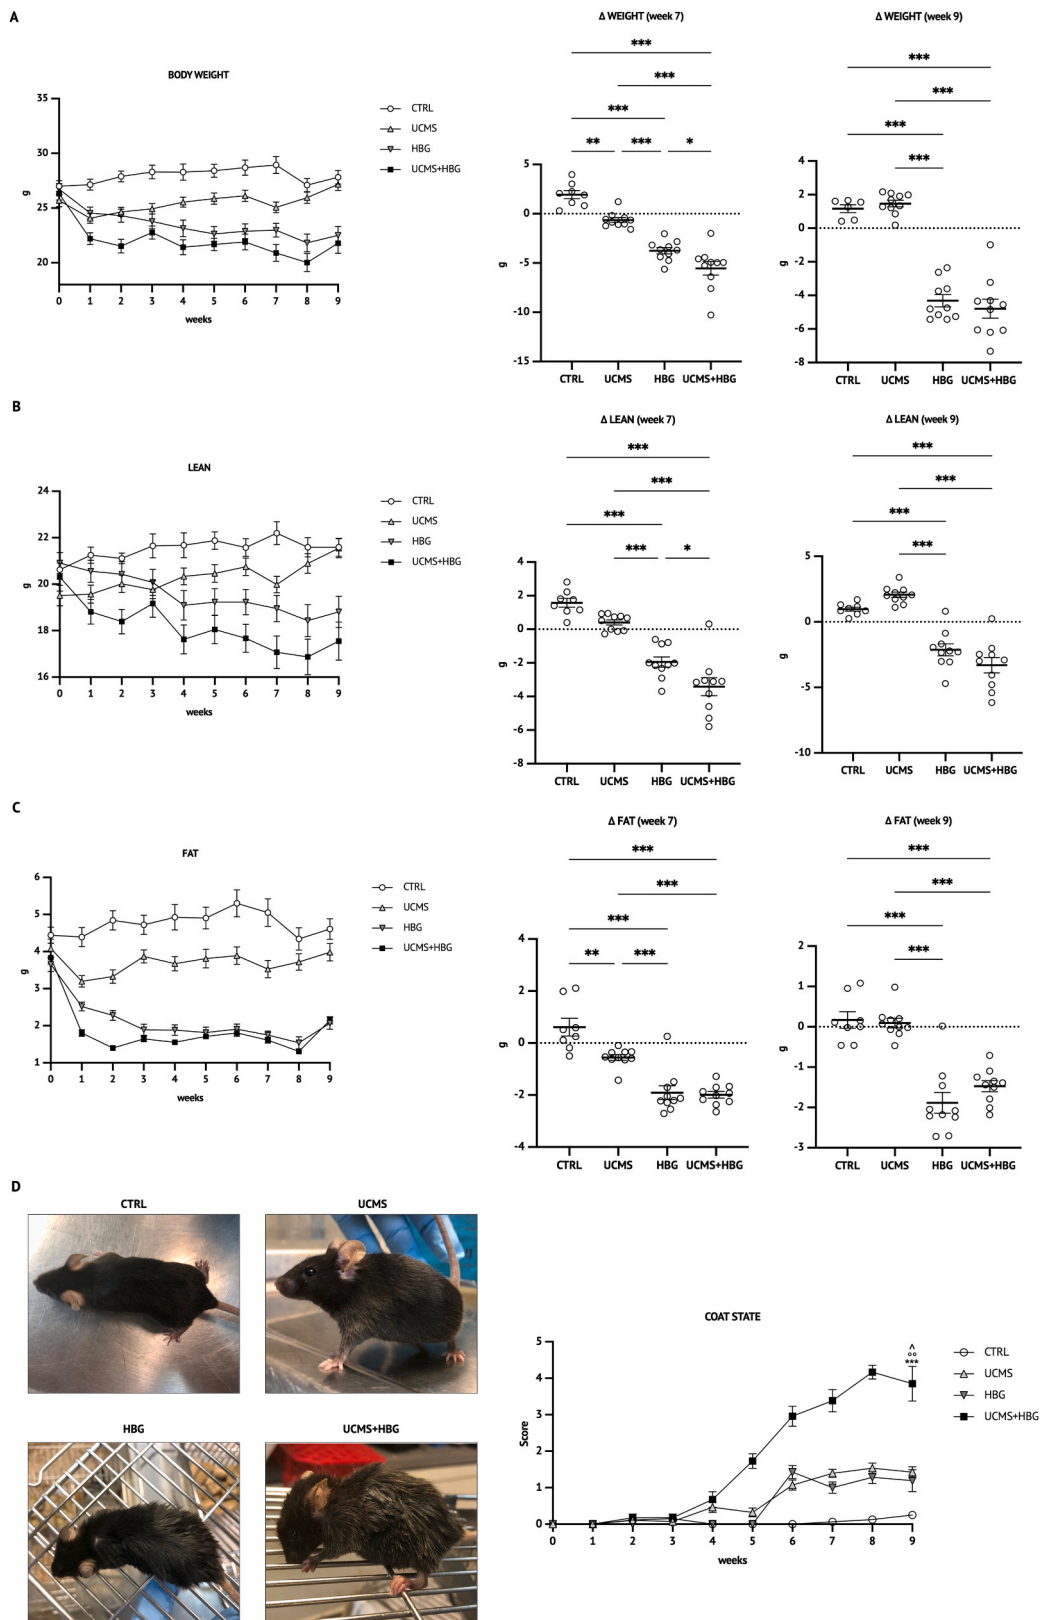 A
BODY WEIGHT
35
30
25
20
g
0 1 2 3 4 5 6 7 8 9
weeks
CTRL
UCMS
HBG
UCMS+HBG
Δ WEIGHT (week 7)
***
***
***
** *** *
5
0
-5
-10
-15
g
CTRL UCMS HBG UCMS+HBG
Δ WEIGHT (week 9)
***
***
***
***
4
2
0
-2
-4
-6
-8
g
CTRL UCMS HBG UCMS+HBG
B
LEAN
24
22
20
18
16
g
0 1 2 3 4 5 6 7 8 9
weeks
CTRL
UCMS
HBG
UCMS+HBG
Δ LEAN (week 7)
***
***
***
*** *
4
2
0
-2
-4
-6
-8
g
CTRL UCMS HBG UCMS+HBG
Δ LEAN (week 9)
***
***
***
***
5
0
-5
-10
g
CTRL UCMS HBG UCMS+HBG
C
FAT
6
5
4
3
2
1
g
0 1 2 3 4 5 6 7 8 9
weeks
CTRL
UCMS
HBG
UCMS+HBG
Δ FAT (week 7)
***
***
***
** ***
4
2
0
-2
-4
g
CTRL UCMS HBG UCMS+HBG
Δ FAT (week 9)
***
***
***
***
2
1
0
-1
-2
-3
g
CTRL UCMS HBG UCMS+HBG
D
CTRL UCMS
HBG UCMS+HBG
COAT STATE
5
4
3
2
1
0
Score
0 1 2 3 4 5 6 7 8 9
weeks
^
°°
***
CTRL
UCMS
HBG
UCMS+HBG